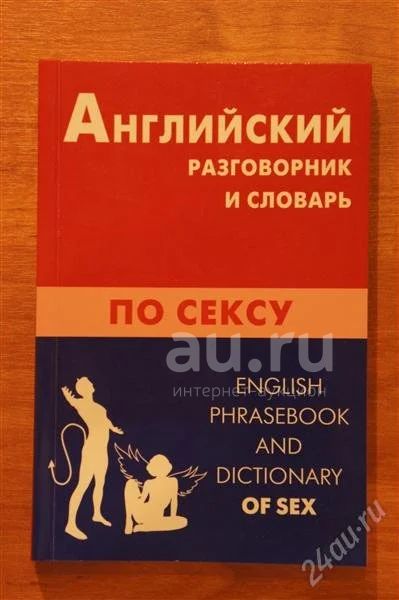 Английский
разговорник
и словарь
по сексу
au.ru
интернет-аукцион
ENGLISH
PHRASEBOOK
AND
DICTIONARY
OF SEX
24au.ru